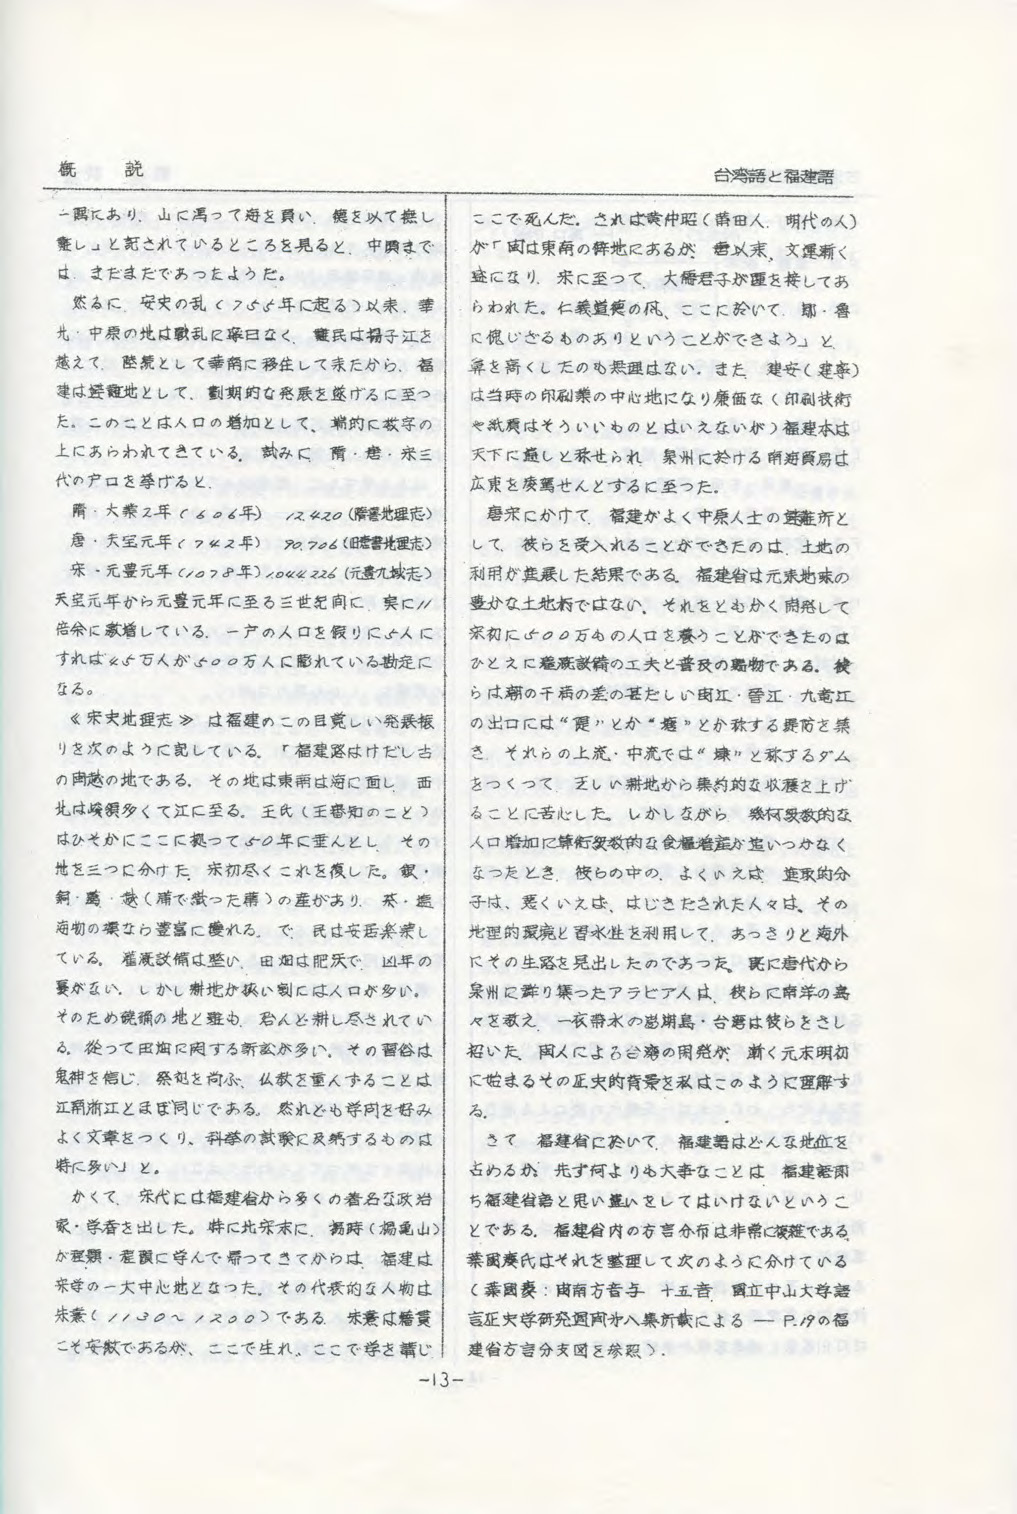 概 説
台湾語と福建語
一隅にあり、山に馮って海を負い、
と記されているところを見ると、中唐まで
は、まだまだであったようだ。
然るに、安史の乱(755年に起る)以来、華
北・中原の地は戦乱に寧日なく、難民は揚子江を
越えて、陸続として華南に移住して来たから、福
建は避難地として、劃期的な発展を遂げるに至っ
た。このことは人口の増加として、端的に数字の
上にあらわれてきている。試みに、隋・唐・宋三
代の戸口を挙げると、
隋・大業2年(606年) 12,420(隋書地理志)
唐・天宝元年(742年) 90,706(旧唐書地理志)
宋・元豊元年(1078年)1,044,226(元豊九域志)
天宝元年から元豊元年に至る三世紀間に、実に11
倍余に激増している。一戸の人口を假りに5人に
すれば45万人が500万人に膨れている勘定に
なる。
《宋史地理志》は福建のこの目覚しい発展振
りを次のように記している。「福建路はけだし古
の閩越の地である。その地は東南は海に面し、西
北は嶺多くて江に至る。王氏(王審知のこと)
はひそかにここに拠って50年に垂んとし、その
地を三つに分けた。宋初尽くこれを復した。銀・
銅・葛・(で織った)の産があり、茶・塩
海物の類なら豊富に穫れる。で、民は安
ている。灌漑設備は整い、田畑は肥沃で、凶年の
憂がない。しかし耕地が狭い割には人口が多い。
そのため磽确の地と雖も、殆んと耕し尽されてい
る。従って田畑に関する訴訟が多い。その習俗は
鬼神を信じ、祭祀を尚ぶ、仏教を重んずることは
江南浙江とほぼ同じである。然れども学問を好み
よく文章をつくり、科挙の試験に及第するものは
特に多い」と。
かくて、宋代には福建省から多くの著名な政治
家・学者を出した。特に北宋末に、楊時(楊亀山)
が程顥・程頤に学んで帰ってきてからは、福建は
宋学の一大中心地となった。その代表的な人物は
朱熹(1130〜1200)である。朱熹は籍貫
こそ安徽であるが、ここで生れ、ここで学を講じ
ここで死んだ。されば黄仲昭(莆田人、明代の人)
が「閩は東南の僻地にあるが、唐以来、文運漸く
盛になり、宋に至って、大儒君子が踵を接してあ
らわれた。仁義道徳の風、ここに於いて、鄒・魯
に愧じざるものありということができよう」と、
鼻を高くしたのも無理はない。また、建安(建寧)
は当時の印刷業の中心地になり廉価な(印刷技術
や紙質はそういいものとはいえないが)福建本は
天下に遍しと称せられ、泉州に於ける南海貿易は
広東を凌駕せんとするに至った。
唐宋にかけて、福建がよく中原人士の避難所と
して、彼らを受入れることができたのは、土地の
利用が進展した結果である。福建省は元来地味の
豊かな土地柄ではない。それをともかく開発して
宋初に500万もの人口を養うことができたのは
ひとえに灌漑設備の工夫と普及の賜物である。彼
らは潮の干満の差の甚だしい閩江・晋江・九竜江
の出口には“堤”とか“”とか称する堤防を築
き、それらの上流・中流では“”と称するダム
をつくって、乏しい耕地から集約的な収穫を上げ
ることに苦心した。しかしながら、幾何級数的な
人口増加に算術級数的な食糧増産が追いつかなく
なったとき、彼らの中の、よくいえば、進取的分
子は、悪くいえば、はじきだされた人々は、その
地理的環境と習水性を利用して、あっさりと海外
にその生路を見出したのであった。既に唐代から
泉州に群り集ったアラビア人は、彼らに南洋の島
々を教え、一衣帯水の澎湖島・台湾は彼らをさし
招いた。閩人による台湾の開発が、漸く元末明初
に始まるその歴史的背景を私はこのように理解す
る。
さて、福建省に於いて、福建語はどんな地位を
占めるか。先ず何よりも大事なことは、福建語即
ち福建省語と思い違いをしてはいけないというこ
とである。福建省内の方言分布は非常に複雑である。
葉国慶氏はそれを整理して次のように分けている
(葉國慶:閩南方音与 十五音、國立中山大学語
言歴史学研究週刊㐧八集所載による ― P.19の福
建省方言分支図を参照)。
-13-